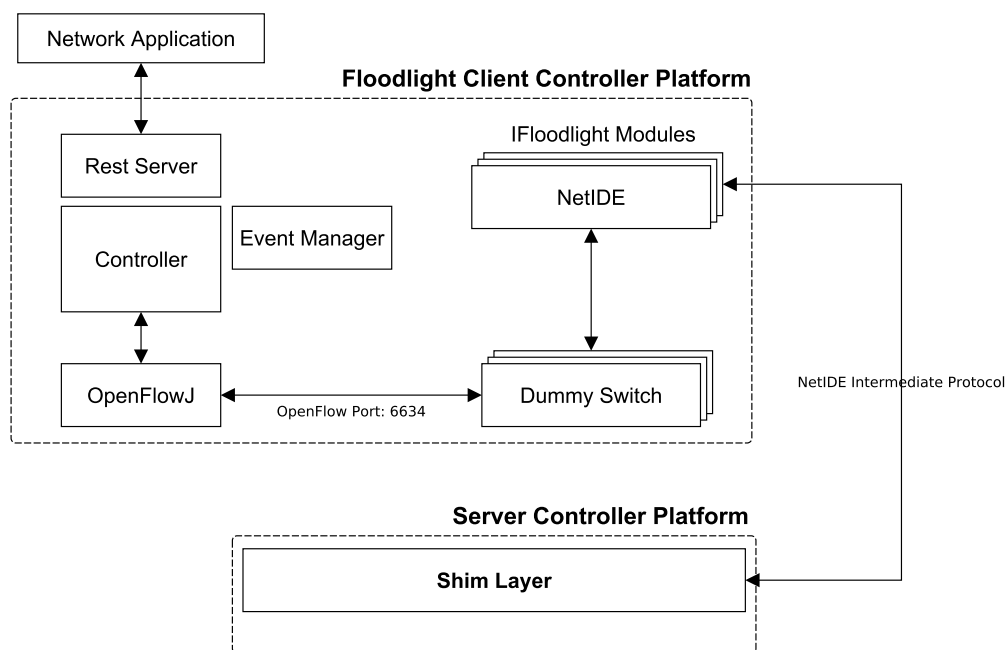 Network Application
Floodlight Client Controller Platform
IFloodlight Modules
Rest Server
NetIDE
Event Manager
Controller
OpenFlowJ
OpenFlow Port: 6634
Dummy Switch
NetIDE Intermediate Protocol
Server Controller Platform
Shim Layer